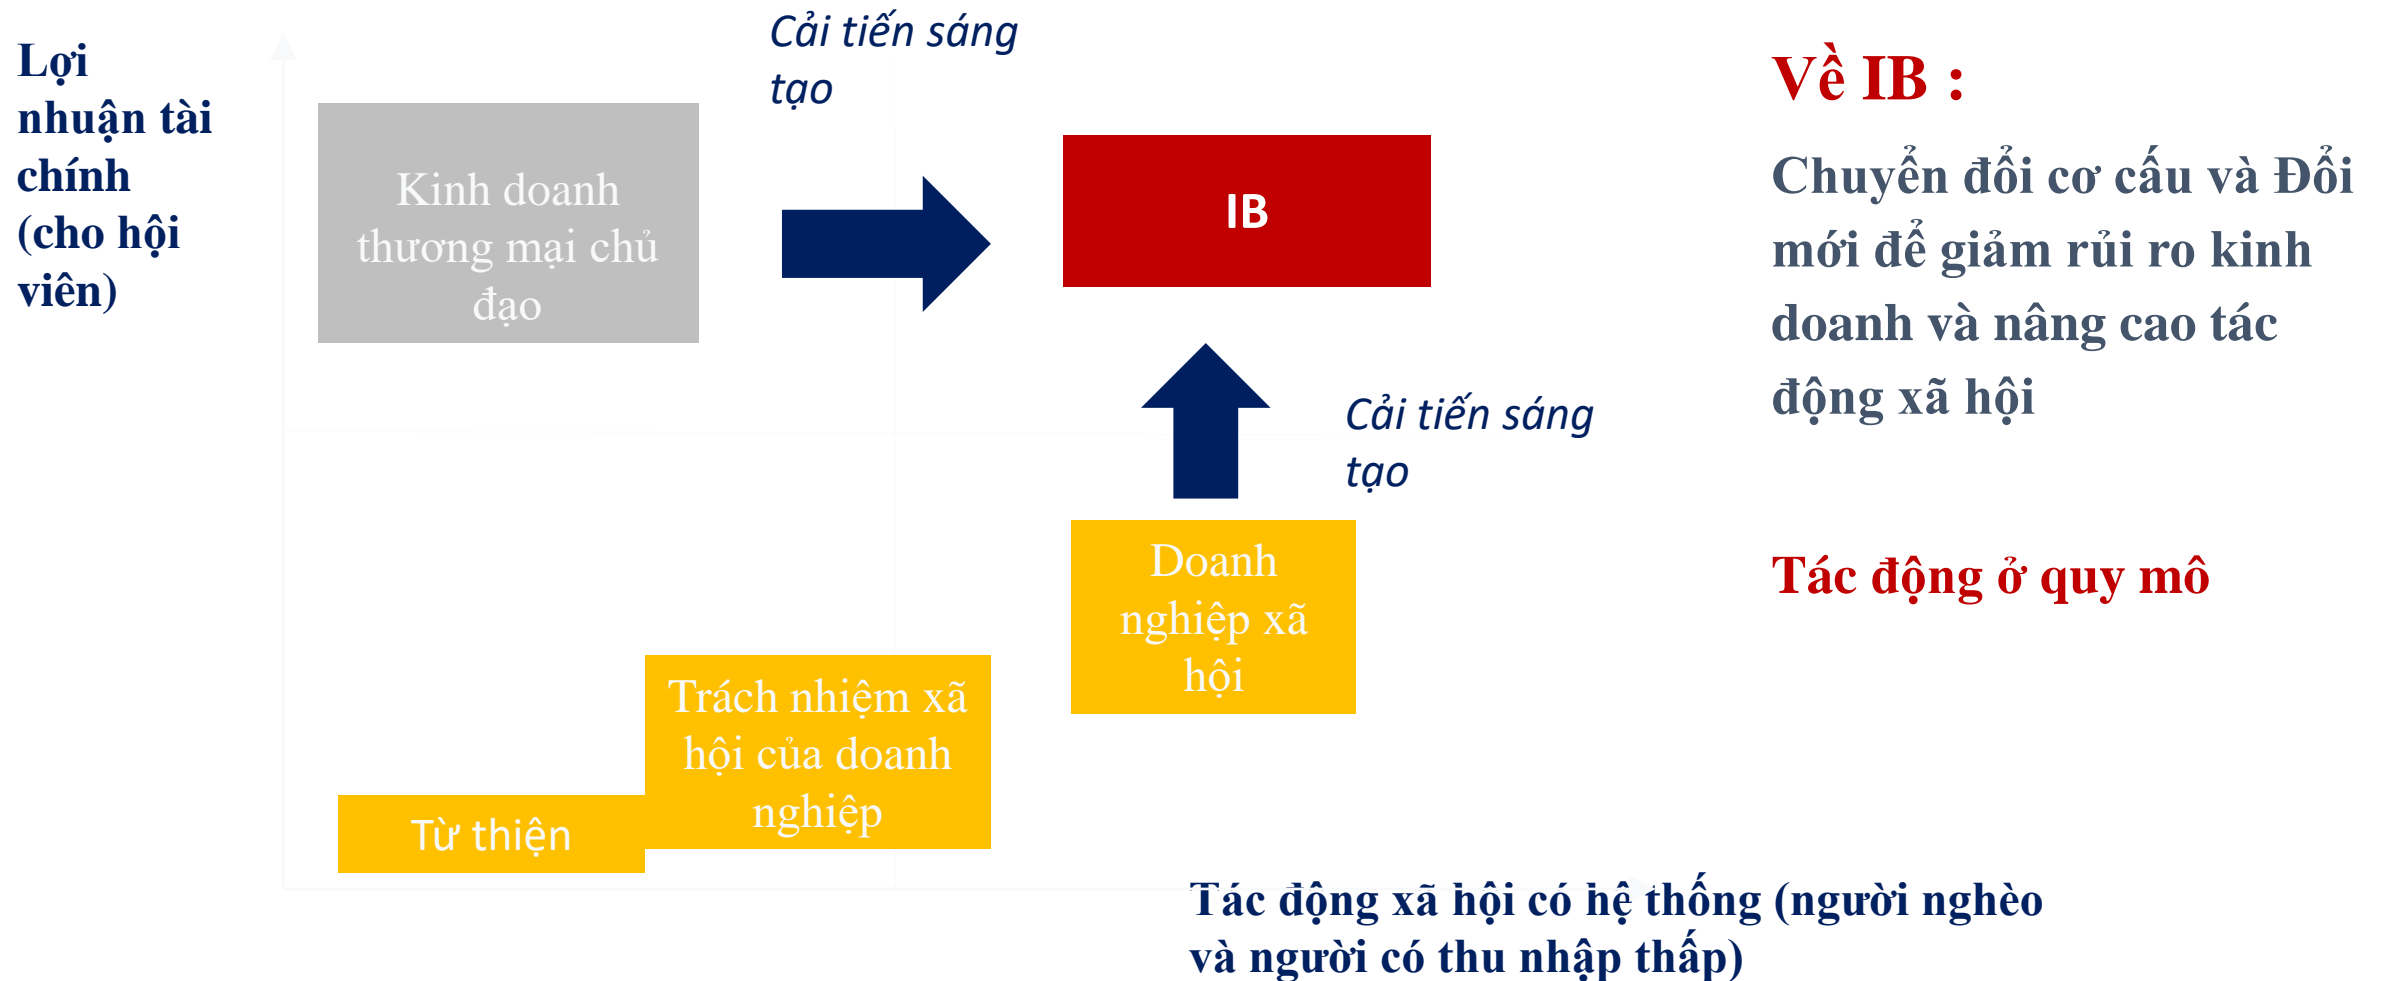 Lợi
nhuận tài
chính
(cho hội
viên)
Cải tiến sáng
tạo
Kinh doanh
thương mại chủ
đạo
IB
Cải tiến sáng
tạo
Doanh
nghiệp xã
hội
Trách nhiệm xã
hội của doanh
nghiệp
Từ thiện
Tác động xã hội có hệ thống (người nghèo
và người có thu nhập thấp)
Về IB :
Chuyển đổi cơ cấu và Đổi
mới để giảm rủi ro kinh
doanh và nâng cao tác
động xã hội
Tác động ở quy mô